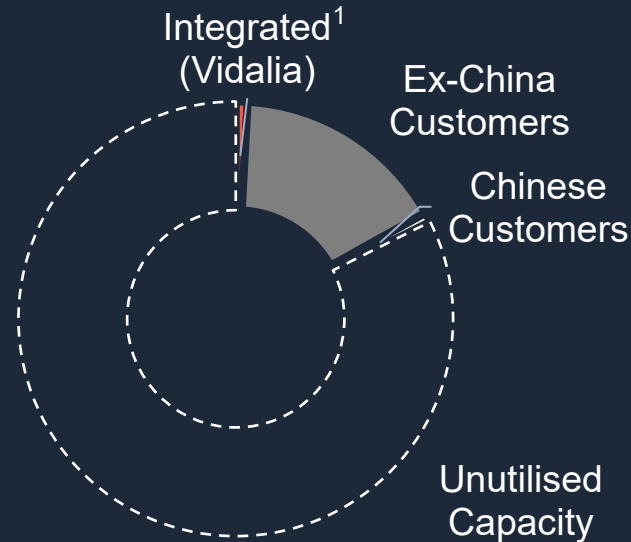 Integrated¹
(Vidalia)
Ex-China
Customers
Chinese
Customers
Unutilised
Capacity